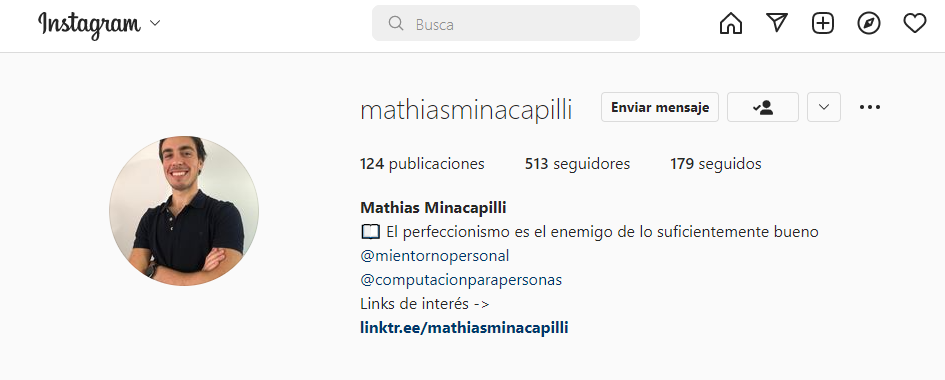 Instagram
Busca
mathiasminacapilli Enviar mensaje
124 publicaciones 513 seguidores 179 seguidos
Mathias Minacapilli
📖 El perfeccionismo es el enemigo de lo suficientemente bueno
@mientornopersonal
@computacionparapersonas
Links de interés ->
linktr.ee/mathiasminacapilli